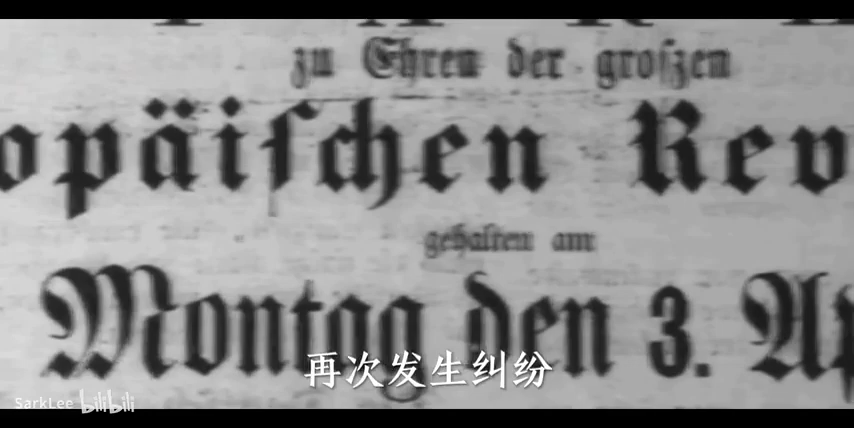 zu Ehren der groſzen
opäiſchen Rev
gehalten am
Montag den 3. Ap
再次发生纠纷
SarkLee bilibili